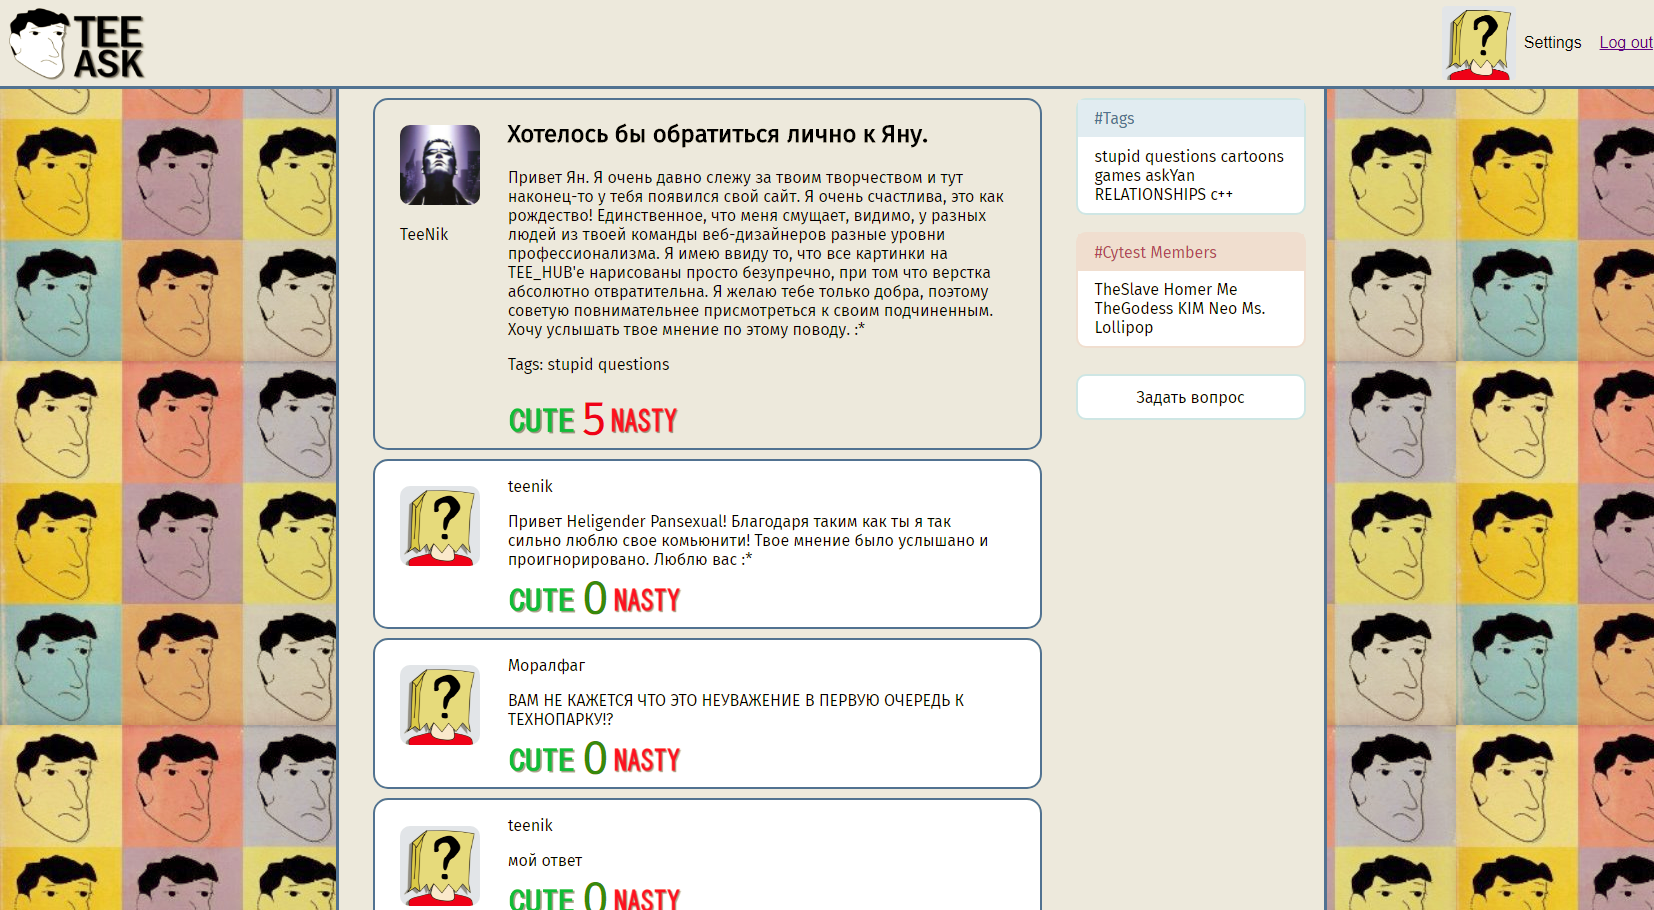 TEE
ASK
Settings
Log out
Хотелось бы обратиться лично к Яну.
Привет Ян. Я очень давно слежу за твоим творчеством и тут
наконец-то у тебя появился свой сайт. Я очень счастлива, это как
рождество! Единственное, что меня смущает, видимо, у разных
людей из твоей команды веб-дизайнеров разные уровни
профессионализма. Я имею ввиду то, что все картинки на
TEE_HUB'е нарисованы просто безупречно, при том что верстка
абсолютно отвратительна. Я желаю тебе только добра, поэтому
советую повнимательнее присмотреться к своим подчиненным.
Хочу услышать твое мнение по этому поводу. :*
TeeNik
Tags: stupid questions
CUTE 5 NASTY
teenik
Привет Heligender Pansexual! Благодаря таким как ты я так
сильно люблю свое комьюнити! Твое мнение было услышано и
проигнорировано. Люблю вас :*
CUTE 0 NASTY
Моралфаг
ВАМ НЕ КАЖЕТСЯ ЧТО ЭТО НЕУВАЖЕНИЕ В ПЕРВУЮ ОЧЕРЕДЬ К
ТЕХНОПАРКУ!?
CUTE 0 NASTY
teenik
мой ответ
CUTE 0 NASTY
#Tags
stupid questions cartoons
games askYan
RELATIONSHIPS c++
#Cytest Members
TheSlave Homer Me
TheGodess KIM Neo Ms.
Lollipop
Задать вопрос